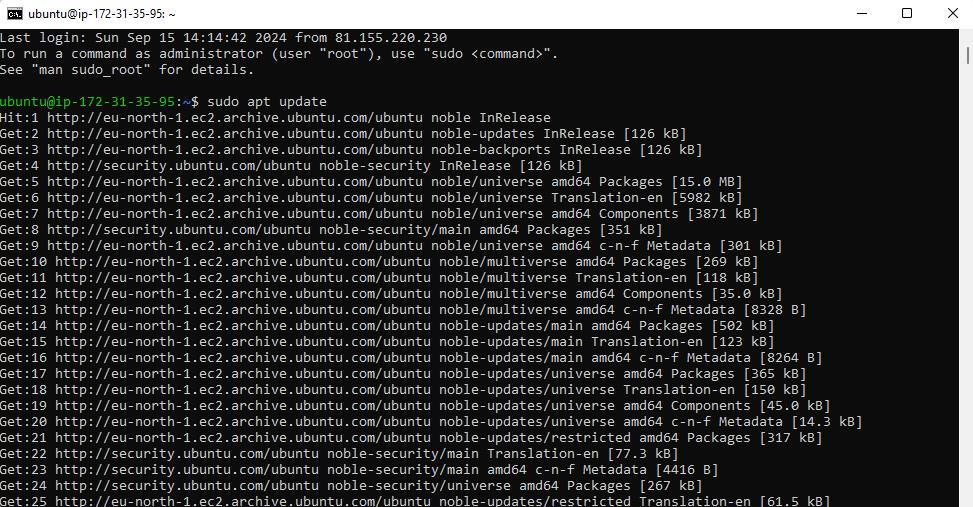 ubuntu@ip-172-31-35-95: ~
Last login: Sun Sep 15 14:14:42 2024 from 81.155.220.230
To run a command as administrator (user "root"), use "sudo <command>".
See "man sudo_root" for details.
ubuntu@ip-172-31-35-95:~$ sudo apt update
Hit:1 http://eu-north-1.ec2.archive.ubuntu.com/ubuntu noble InRelease
Get:2 http://eu-north-1.ec2.archive.ubuntu.com/ubuntu noble-updates InRelease [126 kB]
Get:3 http://eu-north-1.ec2.archive.ubuntu.com/ubuntu noble-backports InRelease [126 kB]
Get:4 http://security.ubuntu.com/ubuntu noble-security InRelease [126 kB]
Get:5 http://eu-north-1.ec2.archive.ubuntu.com/ubuntu noble/universe amd64 Packages [15.0 MB]
Get:6 http://eu-north-1.ec2.archive.ubuntu.com/ubuntu noble/universe Translation-en [5982 kB]
Get:7 http://eu-north-1.ec2.archive.ubuntu.com/ubuntu noble/universe amd64 Components [3871 kB]
Get:8 http://security.ubuntu.com/ubuntu noble-security/main amd64 Packages [351 kB]
Get:9 http://eu-north-1.ec2.archive.ubuntu.com/ubuntu noble/universe amd64 c-n-f Metadata [301 kB]
Get:10 http://eu-north-1.ec2.archive.ubuntu.com/ubuntu noble/multiverse amd64 Packages [269 kB]
Get:11 http://eu-north-1.ec2.archive.ubuntu.com/ubuntu noble/multiverse Translation-en [118 kB]
Get:12 http://eu-north-1.ec2.archive.ubuntu.com/ubuntu noble/multiverse amd64 Components [35.0 kB]
Get:13 http://eu-north-1.ec2.archive.ubuntu.com/ubuntu noble/multiverse amd64 c-n-f Metadata [8328 B]
Get:14 http://eu-north-1.ec2.archive.ubuntu.com/ubuntu noble-updates/main amd64 Packages [502 kB]
Get:15 http://eu-north-1.ec2.archive.ubuntu.com/ubuntu noble-updates/main Translation-en [123 kB]
Get:16 http://eu-north-1.ec2.archive.ubuntu.com/ubuntu noble-updates/main amd64 c-n-f Metadata [8264 B]
Get:17 http://eu-north-1.ec2.archive.ubuntu.com/ubuntu noble-updates/universe amd64 Packages [365 kB]
Get:18 http://eu-north-1.ec2.archive.ubuntu.com/ubuntu noble-updates/universe Translation-en [150 kB]
Get:19 http://eu-north-1.ec2.archive.ubuntu.com/ubuntu noble-updates/universe amd64 Components [45.0 kB]
Get:20 http://eu-north-1.ec2.archive.ubuntu.com/ubuntu noble-updates/universe amd64 c-n-f Metadata [14.3 kB]
Get:21 http://eu-north-1.ec2.archive.ubuntu.com/ubuntu noble-updates/restricted amd64 Packages [317 kB]
Get:22 http://security.ubuntu.com/ubuntu noble-security/main Translation-en [77.3 kB]
Get:23 http://security.ubuntu.com/ubuntu noble-security/main amd64 c-n-f Metadata [4416 B]
Get:24 http://security.ubuntu.com/ubuntu noble-security/universe amd64 Packages [267 kB]
Get:25 http://eu-north-1.ec2.archive.ubuntu.com/ubuntu noble-updates/restricted Translation-en [61.5 kB]